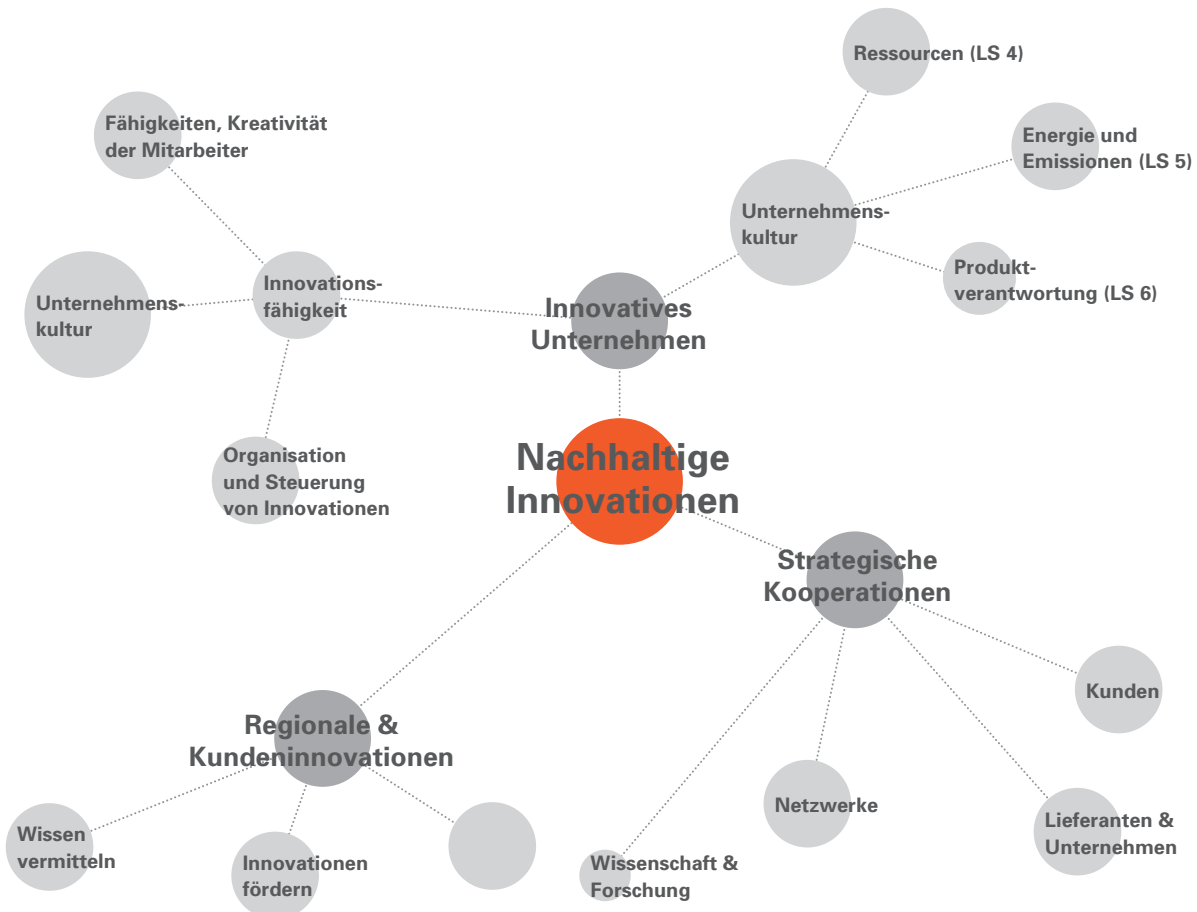 Ressourcen (LS 4)
Fähigkeiten, Kreativität
der Mitarbeiter
Energie und
Emissionen (LS 5)
Unternehmens-
kultur
Produkt-
verantwortung (LS 6)
Innovations-
fähigkeit
Unternehmens-
kultur
Innovatives
Unternehmen
Nachhaltige
Innovationen
Organisation
und Steuerung
von Innovationen
Strategische
Kooperationen
Kunden
Regionale &
Kundeninnovationen
Netzwerke
Lieferanten &
Unternehmen
Wissen
vermitteln
Innovationen
fördern
Wissenschaft &
Forschung